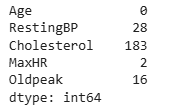 Age 0
RestingBP 28
Cholesterol 183
MaxHR 2
Oldpeak 16
dtype: int64